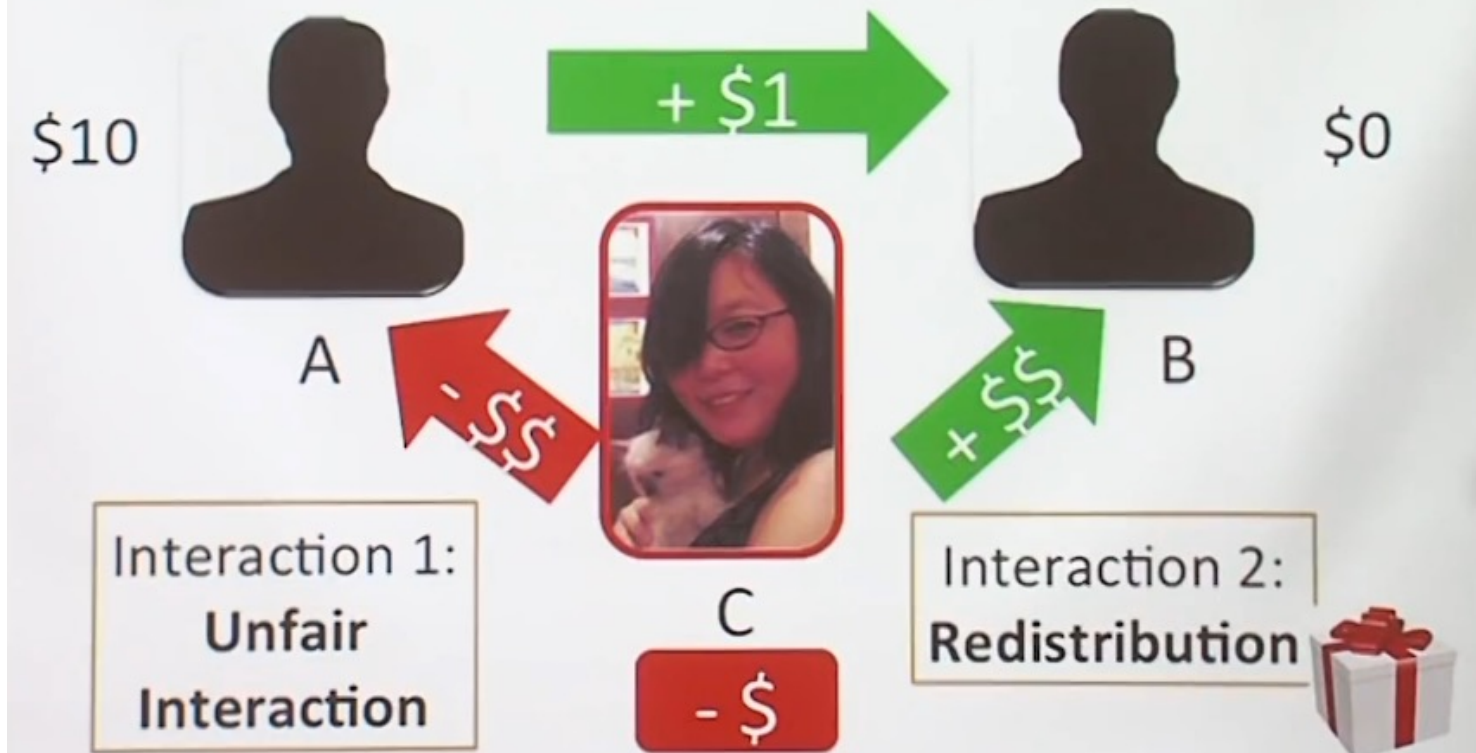 $10
+ $1
$0
A
B
- $$
+ $$
Interaction 1:
Unfair
Interaction
C
- $
Interaction 2:
Redistribution